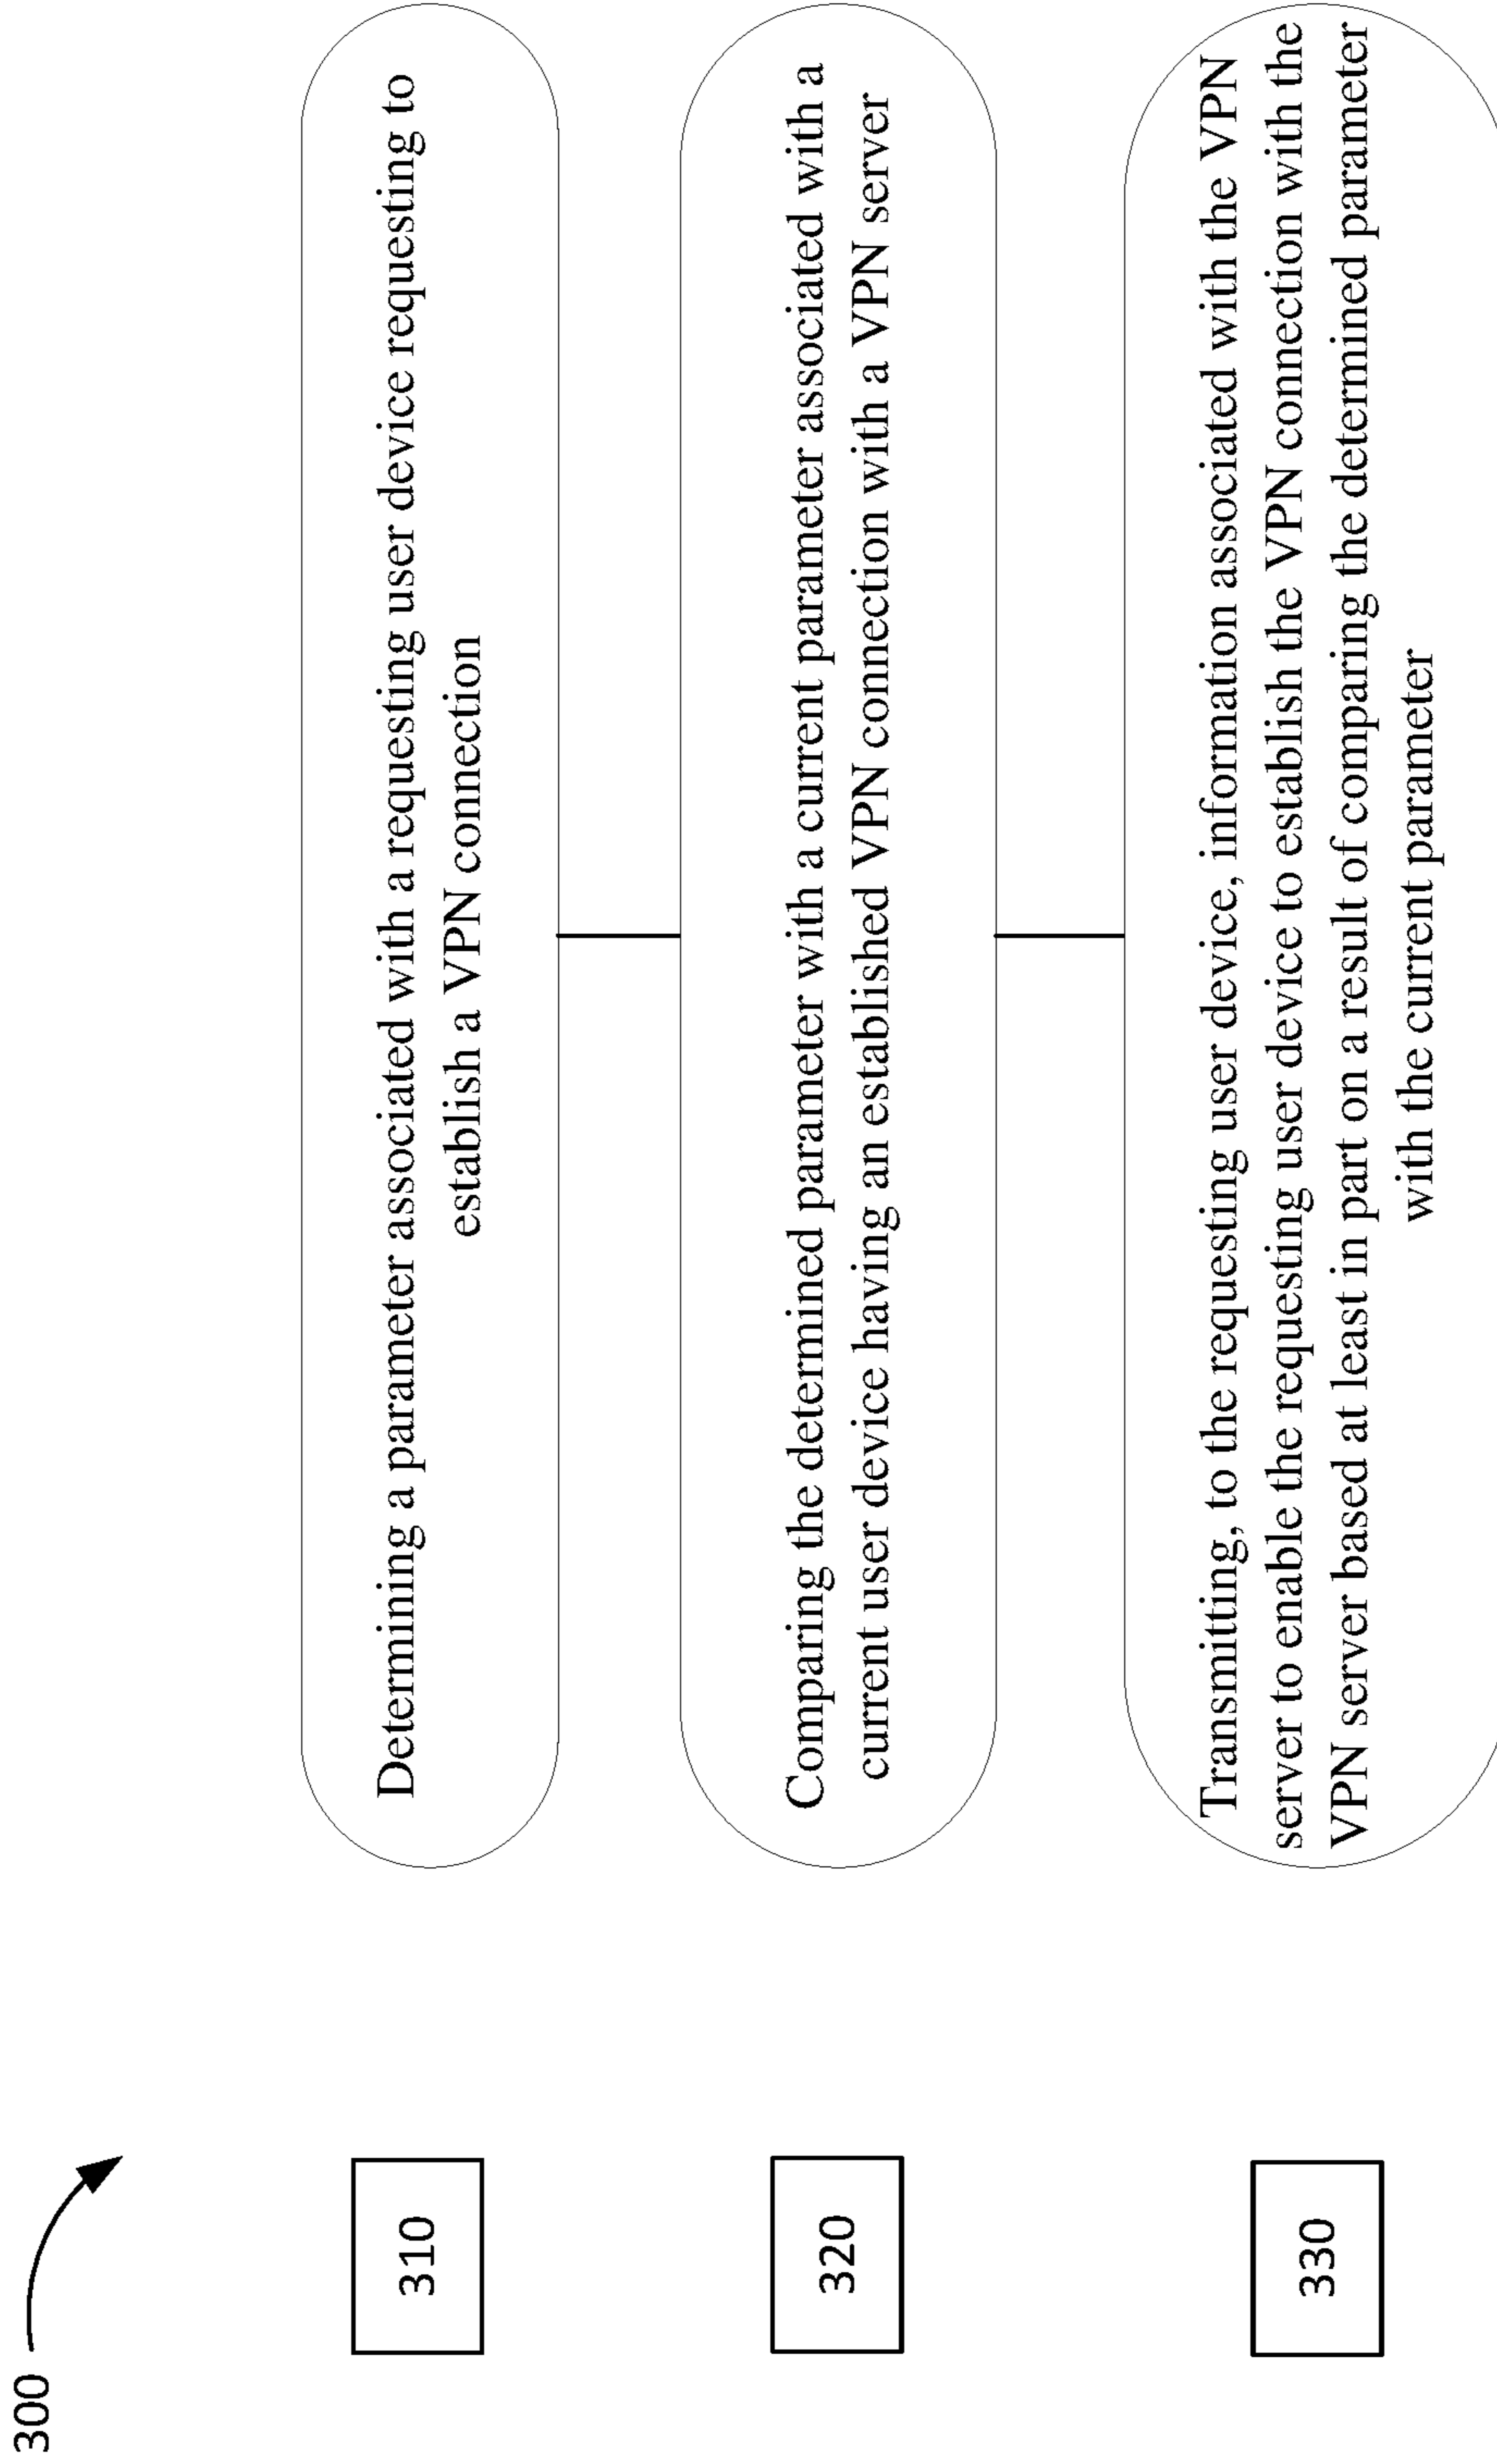 300
310
Determining a parameter associated with a requesting user device requesting to
establish a VPN connection
320
Comparing the determined parameter with a current parameter associated with a
current user device having an established VPN connection with a VPN server
330
Transmitting, to the requesting user device, information associated with the VPN
server to enable the requesting user device to establish the VPN connection with the
VPN server based at least in part on a result of comparing the determined parameter
with the current parameter